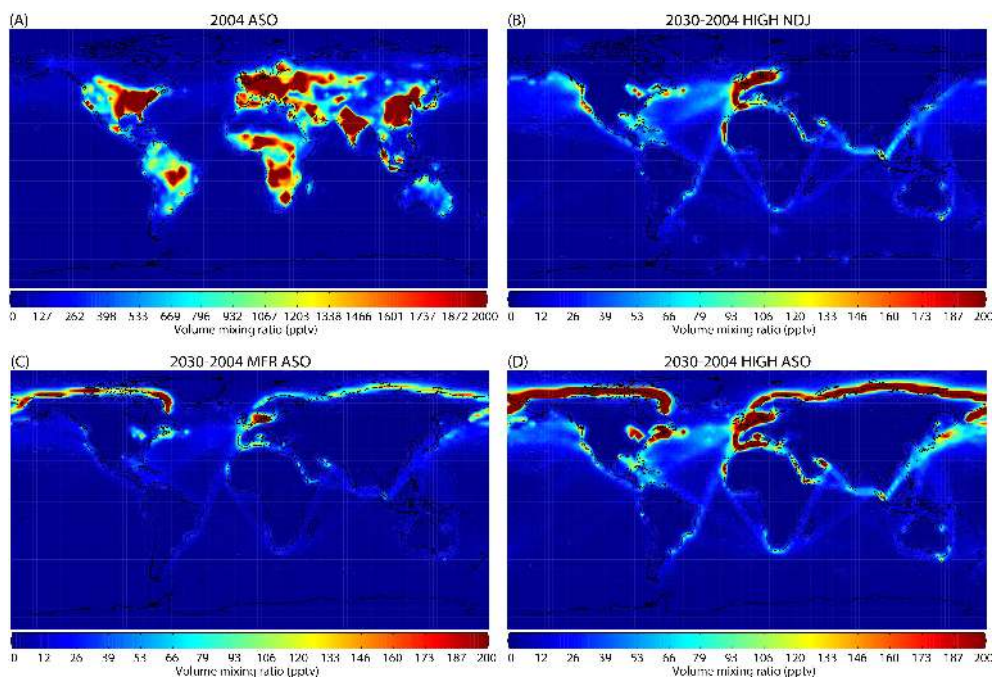 (A) 2004 ASO
(B) 2030-2004 HIGH NDJ
0 127 262 398 533 669 796 931 1067 1203 1338 1466 1601 1737 1872 2000
Volume mixing ratio (pptv)
0 12 26 39 53 66 79 93 106 120 133 146 160 173 187 200
Volume mixing ratio (pptv)
(C) 2030-2004 MFR ASO
(D) 2030-2004 HIGH ASO
0 12 26 39 53 66 79 93 106 120 133 146 160 173 187 200
Volume mixing ratio (pptv)
0 12 26 39 53 66 79 93 106 120 133 146 160 173 187 200
Volume mixing ratio (pptv)